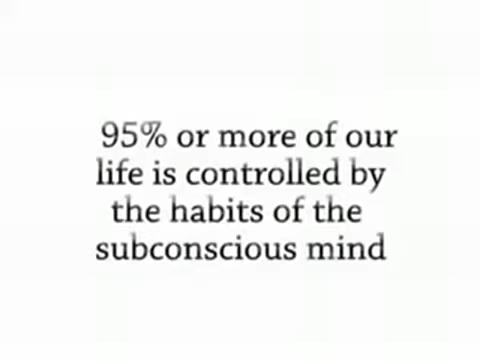 95% or more of our
life is controlled by
the habits of the
subconscious mind